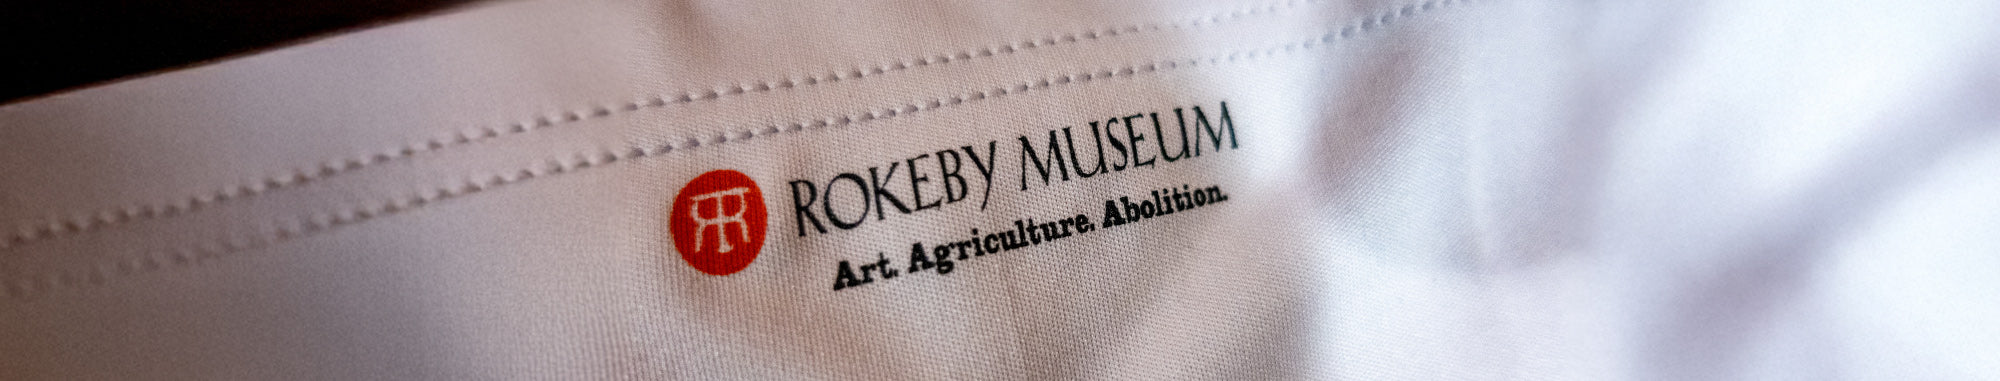 ROKEBY MUSEUM
Art. Agriculture. Abolition.